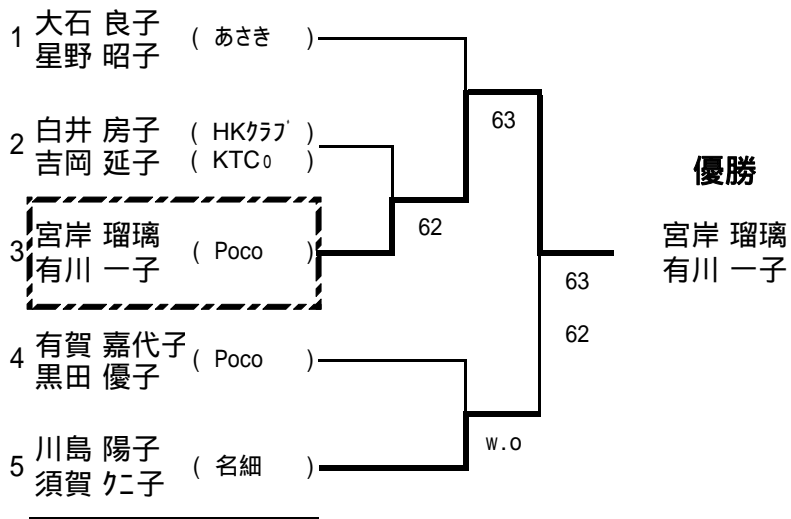 1 大石 良子 ( あさき )
星野 昭子
63
2 白井 房子 ( HKｸﾗﾌﾞ )
吉岡 延子 ( KTC0 )
優勝
62
3 宮岸 瑠璃 ( Poco )
有川 一子
宮岸 瑠璃
有川 一子
63
62
4 有賀 嘉代子 ( Poco )
黒田 優子
w.o
5 川島 陽子 ( 名細 )
須賀 ｸﾆ子